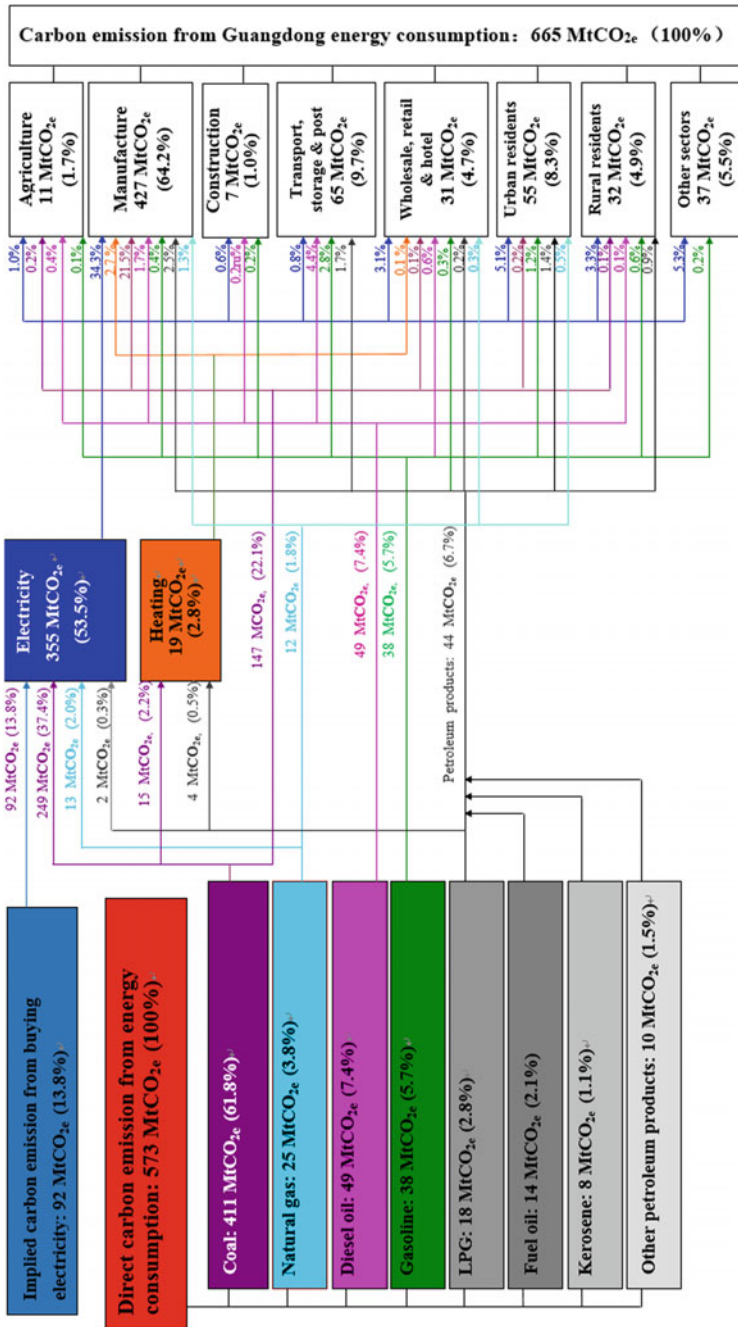 Carbon emission from Guangdong energy consumption: 665 MtCO2e (100%)
Agriculture
11 MtCO2e
(1.7%)
Manufacture
427 MtCO2e
(64.2%)
Construction
7 MtCO2e
(1.0%)
Transport,
storage & post
65 MtCO2e
(9.7%)
Wholesale, retail
& hotel
31 MtCO2e
(4.7%)
Urban residents
55 MtCO2e
(8.3%)
Rural residents
32 MtCO2e
(4.9%)
Other sectors
37 MtCO2e
(5.5%)
1.0%
0.2%
0.4%
0.1%
34.3%
2.7%
21.5%
1.7%
0.4%
2.5%
1.3%
0.6%
0.2%
0.8%
4.4%
2.8%
1.7%
3.1%
0.1%
0.1%
0.6%
0.3%
0.2%
0.3%
5.1%
0.2%
1.2%
1.4%
0.5%
3.3%
0.1%
0.1%
0.6%
0.9%
5.3%
0.2%
Electricity
355 MtCO2e
(53.5%)
Heating
19 MtCO2e
(2.8%)
92 MtCO2e (13.8%)
249 MtCO2e (37.4%)
13 MtCO2e (2.0%)
2 MtCO2e (0.3%)
15 MtCO2e, (2.2%)
4 MtCO2e, (0.5%)
147 MCO2e, (22.1%)
12 MtCO2e (1.8%)
49 MtCO2e, (7.4%)
38 MtCO2e, (5.7%)
Petroleum products: 44 MtCO2e (6.7%)
Implied carbon emission from buying
electricity: 92 MtCO2e (13.8%)
Direct carbon emission from energy
consumption: 573 MtCO2e (100%)
Coal: 411 MtCO2e (61.8%)
Natural gas: 25 MtCO2e (3.8%)
Diesel oil: 49 MtCO2e (7.4%)
Gasoline: 38 MtCO2e (5.7%)
LPG: 18 MtCO2e (2.8%)
Fuel oil: 14 MtCO2e (2.1%)
Kerosene: 8 MtCO2e (1.1%)
Other petroleum products: 10 MtCO2e (1.5%)